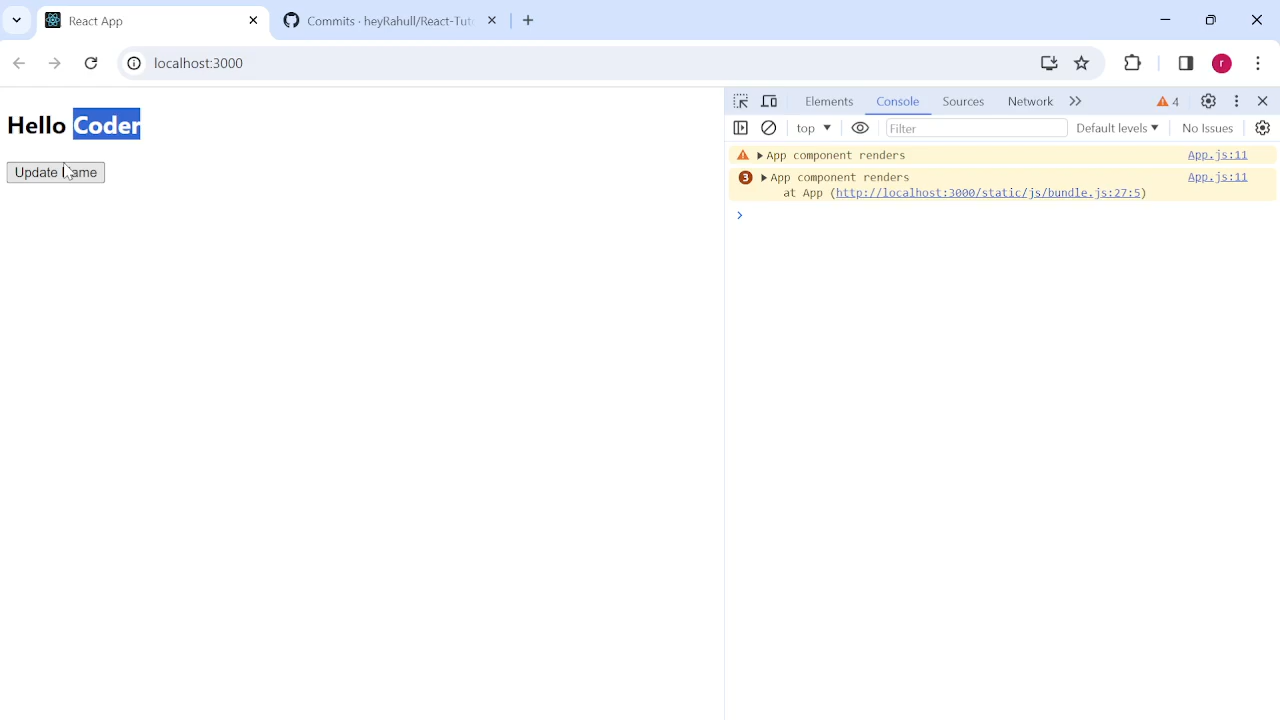 React App
Commits · heyRahull/React-Tut
localhost:3000
r
Elements
Console
Sources
Network
4
top
Filter
Default levels
No Issues
Hello Coder
Update Name
App component renders
App.js:11
3
App component renders
App.js:11
at App (http://localhost:3000/static/js/bundle.js:27:5)